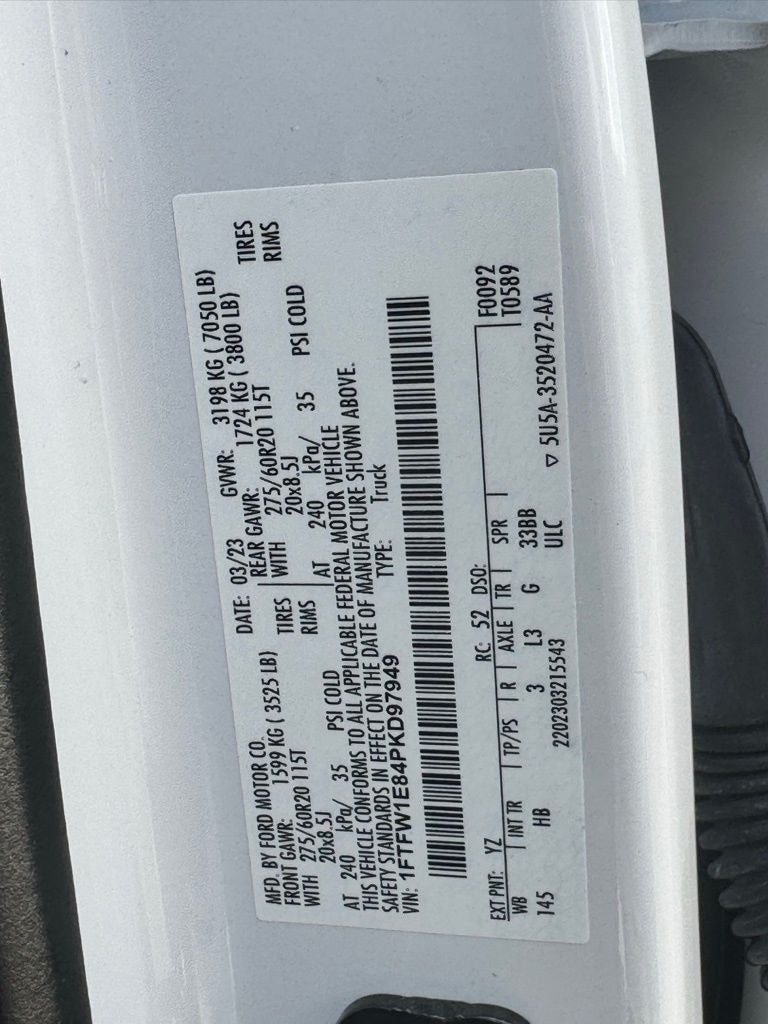 MFD. BY FORD MOTOR CO. DATE: 03/23 GVWR: 3198 KG ( 7050 LB)
FRONT GAWR: 1599 KG ( 3525 LB) REAR GAWR: 1724 KG ( 3800 LB)
WITH 275/60R20 115T TIRES WITH 275/60R20 115T TIRES
20x8.5J RIMS 20x8.5J RIMS
AT 240 kPa/ 35 PSI COLD AT 240 kPa/ 35 PSI COLD
THIS VEHICLE CONFORMS TO ALL APPLICABLE FEDERAL MOTOR VEHICLE
SAFETY STANDARDS IN EFFECT ON THE DATE OF MANUFACTURE SHOWN ABOVE.
VIN: 1FTFW1E84PKD97949 TYPE: Truck
EXT PNT: YZ RC: 52 DSO: F0092
WB INT TR TP/PS R AXLE TR SPR T0589
145 HB 3 L3 G 33BB
2202303215543 ULC ▽ 5U5A-3520472-AA